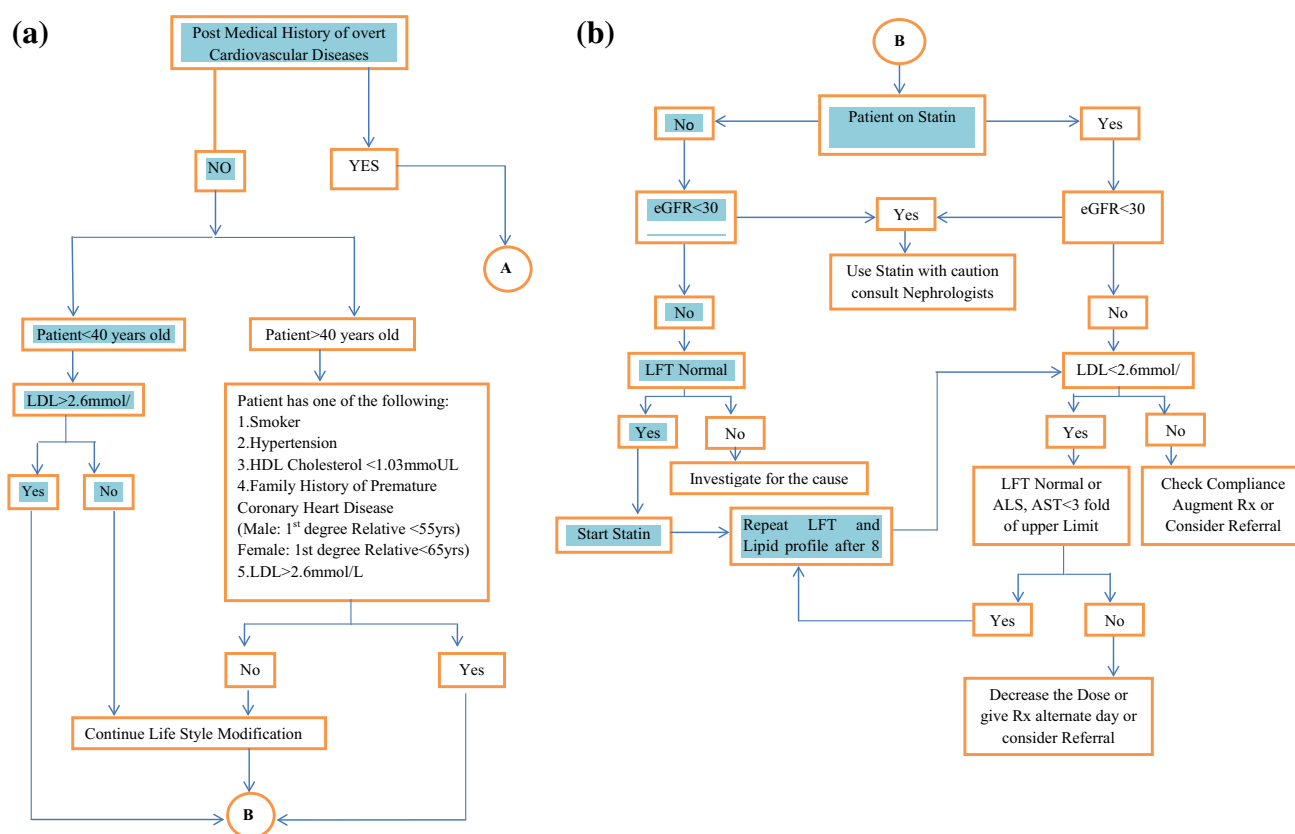 (a)
Post Medical History of overt
Cardiovascular Diseases
NO
YES
A
Patient<40 years old
Patient>40 years old
LDL>2.6mmol/
Yes
No
Patient has one of the following:
1.Smoker
2.Hypertension
3.HDL Cholesterol <1.03mmoUL
4.Family History of Premature
Coronary Heart Disease
(Male: 1st degree Relative <55yrs)
Female: 1st degree Relative<65yrs)
5.LDL>2.6mmol/L
No
Yes
Continue Life Style Modification
B
(b)
B
Patient on Statin
No
Yes
eGFR<30
Yes
eGFR<30
Use Statin with caution
consult Nephrologists
No
No
LFT Normal
LDL<2.6mmol/
Yes
No
Yes
No
Investigate for the cause
LFT Normal or
ALS, AST<3 fold
of upper Limit
Check Compliance
Augment Rx or
Consider Referral
Start Statin
Repeat LFT and
Lipid profile after 8
Yes
No
Decrease the Dose or
give Rx alternate day or
consider Referral